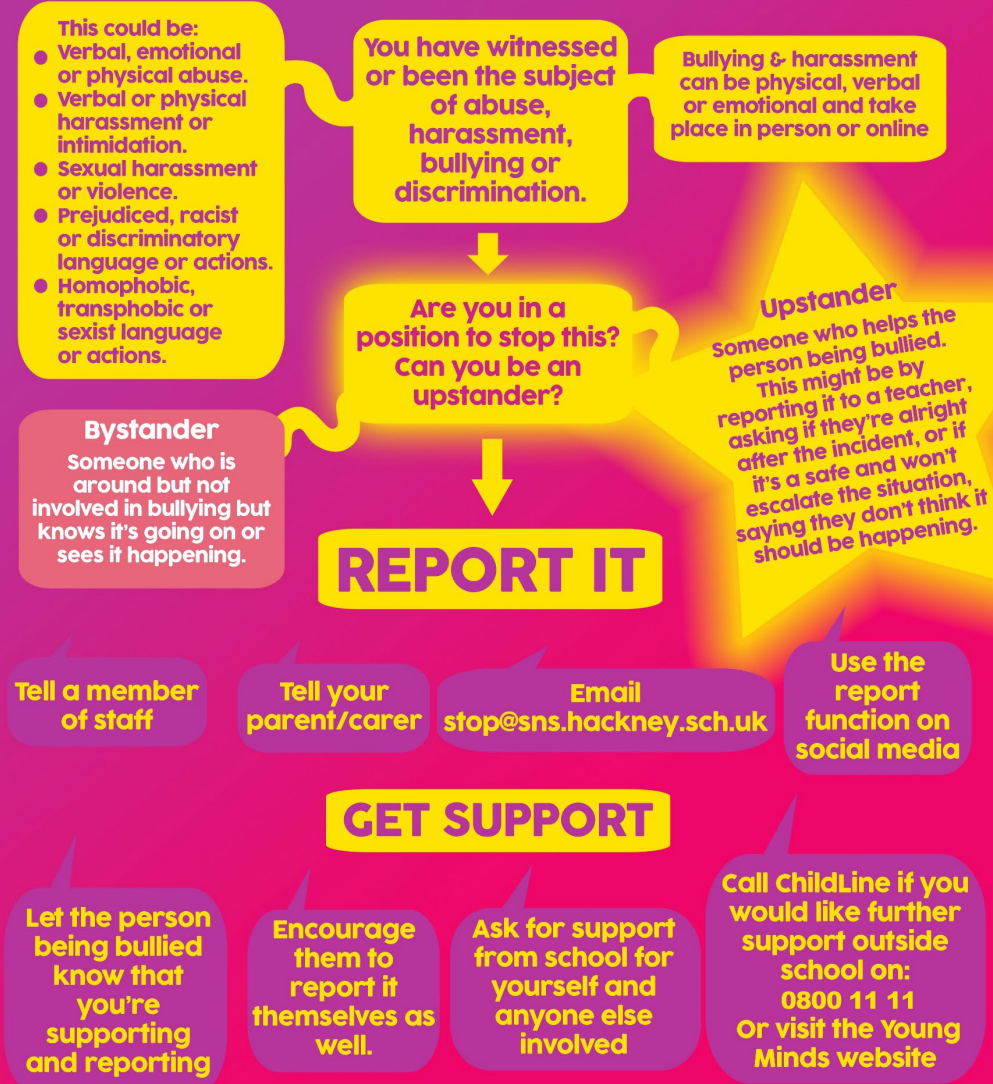 This could be:
Verbal, emotional
or physical abuse.
Verbal or physical
harassment or
intimidation.
Sexual harassment
or violence.
Prejudiced, racist
or discriminatory
language or actions.
Homophobic,
transphobic or
sexist language
or actions.
You have witnessed
or been the subject
of abuse,
harassment,
bullying or
discrimination.
Bullying & harassment
can be physical, verbal
or emotional and take
place in person or online
Are you in a
position to stop this?
Can you be an
upstander?
Upstander
Someone who helps the
person being bullied.
This might be by
reporting it to a teacher,
asking if they're alright
after the incident, or if
it's a safe and won't
escalate the situation,
saying they don't think it
should be happening.
Bystander
Someone who is
around but not
involved in bullying but
knows it's going on or
sees it happening.
REPORT IT
Tell a member
of staff
Tell your
parent/carer
Email
stop@sns.hackney.sch.uk
Use the
report
function on
social media
GET SUPPORT
Let the person
being bullied
know that
you're
supporting
and reporting
Encourage
them to
report it
themselves as
well.
Ask for support
from school for
yourself and
anyone else
involved
Call ChildLine if you
would like further
support outside
school on:
0800 11 11
Or visit the Young
Minds website